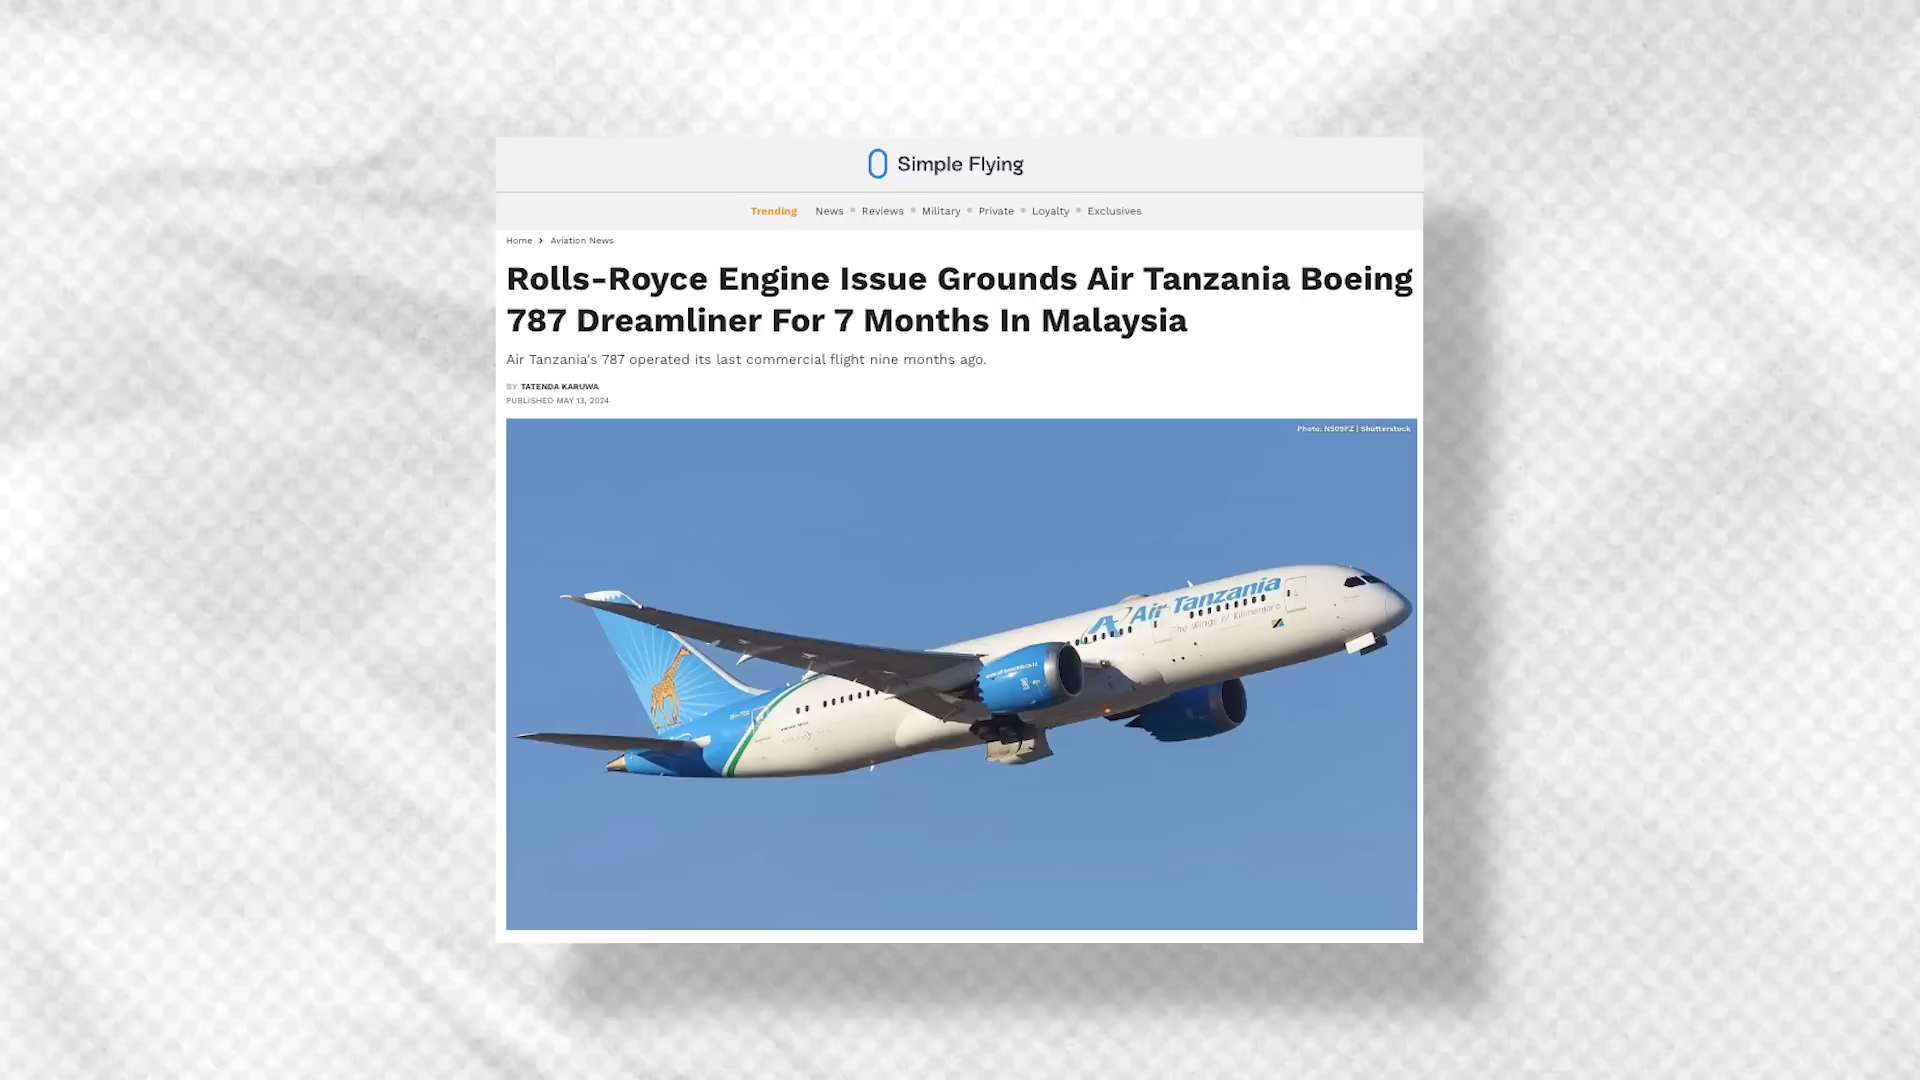 Simple Flying
Trending News Reviews Military Private Loyalty Exclusives
Home > Aviation News
Rolls-Royce Engine Issue Grounds Air Tanzania Boeing
787 Dreamliner For 7 Months In Malaysia
Air Tanzania's 787 operated its last commercial flight nine months ago.
BY TATENDA KARUWA
PUBLISHED MAY 13, 2024
Photo: N509FZ | Shutterstock
Air Tanzania
The Wings of Kilimanjaro